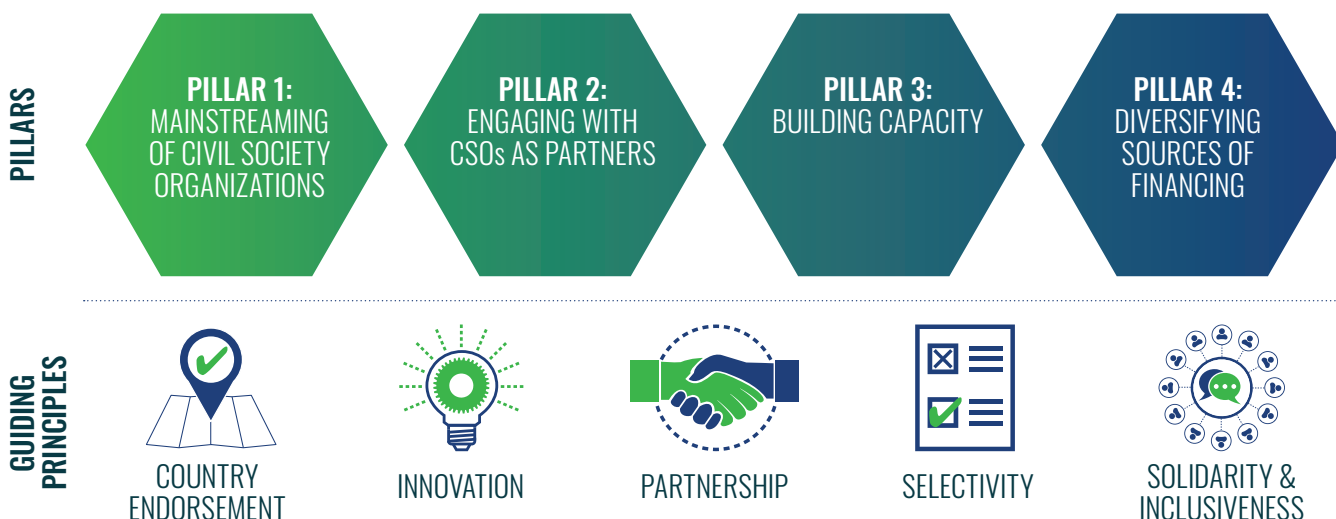 PILLARS
PILLAR 1:
MAINSTREAMING
OF CIVIL SOCIETY
ORGANIZATIONS
PILLAR 2:
ENGAGING WITH
CSOs AS PARTNERS
PILLAR 3:
BUILDING CAPACITY
PILLAR 4:
DIVERSIFYING
SOURCES OF
FINANCING
GUIDING
PRINCIPLES
COUNTRY
ENDORSEMENT
INNOVATION
PARTNERSHIP
SELECTIVITY
SOLIDARITY &
INCLUSIVENESS